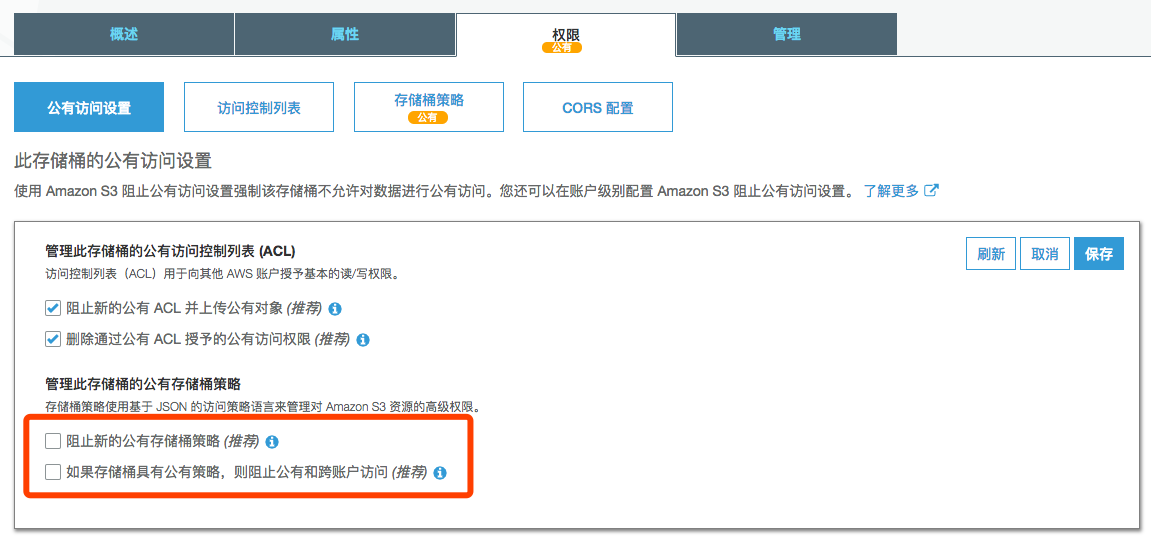 概述 属性 权限 管理
公有
公有访问设置 访问控制列表 存储桶策略 CORS 配置
公有
此存储桶的公有访问设置
使用 Amazon S3 阻止公有访问设置强制该存储桶不允许对数据进行公有访问。您还可以在账户级别配置 Amazon S3 阻止公有访问设置。 了解更多
管理此存储桶的公有访问控制列表 (ACL) 刷新 取消 保存
访问控制列表（ACL）用于向其他 AWS 账户授予基本的读/写权限。
阻止新的公有 ACL 并上传公有对象 (推荐)
删除通过公有 ACL 授予的公有访问权限 (推荐)
管理此存储桶的公有存储桶策略
存储桶策略使用基于 JSON 的访问策略语言来管理对 Amazon S3 资源的高级权限。
阻止新的公有存储桶策略 (推荐)
如果存储桶具有公有策略，则阻止公有和跨账户访问 (推荐)